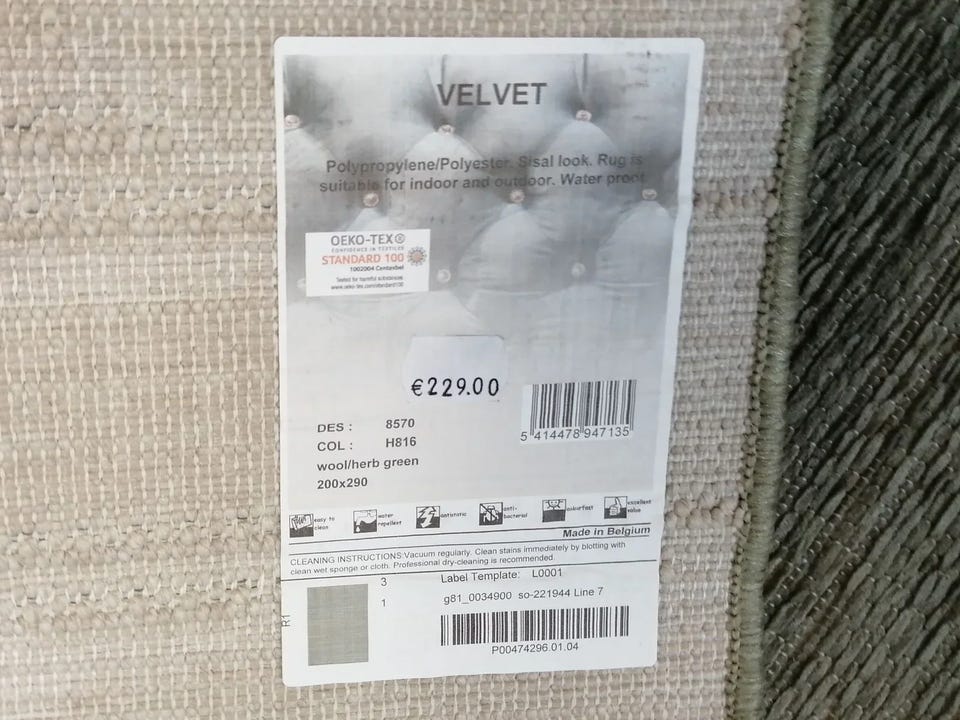 VELVET
Polypropylene/Polyester. Sisal look. Rug is
suitable for indoor and outdoor. Water proof.
OEKO-TEX®
CONFIDENCE IN TEXTILES
STANDARD 100
1002004 Centexbel
Tested for harmful substances
www.oeko-tex.com/standard100
€229.00
5 414478 947135
DES : 8570
COL : H816
wool/herb green
200x290
easy to clean
water repellent
antistatic
anti-bacterial
colourfast
excellent value
Made in Belgium
CLEANING INSTRUCTIONS:Vacuum regularly. Clean stains immediately by blotting with
clean wet sponge or cloth. Professional dry-cleaning is recommended.
R1
3
1
Label Template: L0001
g81_0034900 so-221944 Line 7
P00474296.01.04